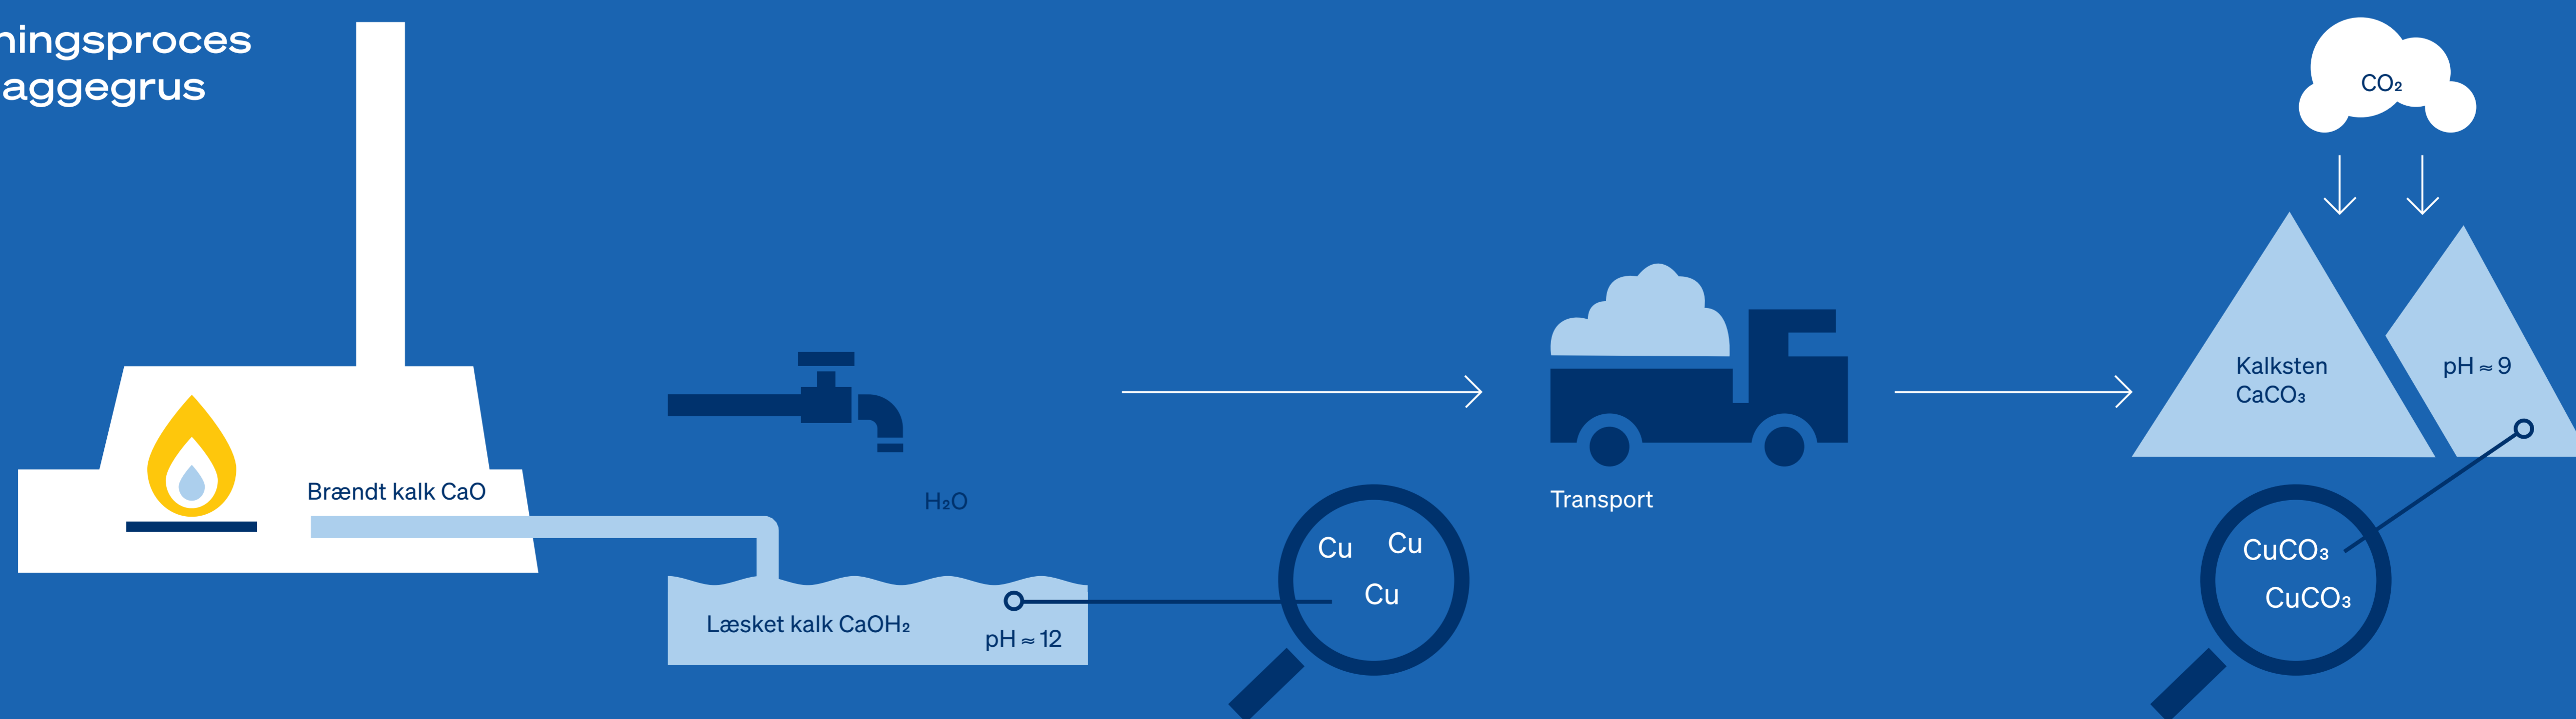 ningsproces
aggegrus
CO₂
Kalksten
CaCO₃
pH ≈ 9
Brændt kalk CaO
H₂O
Transport
Cu Cu
Cu
CuCO₃
CuCO₃
Læsket kalk CaOH₂
pH ≈ 12